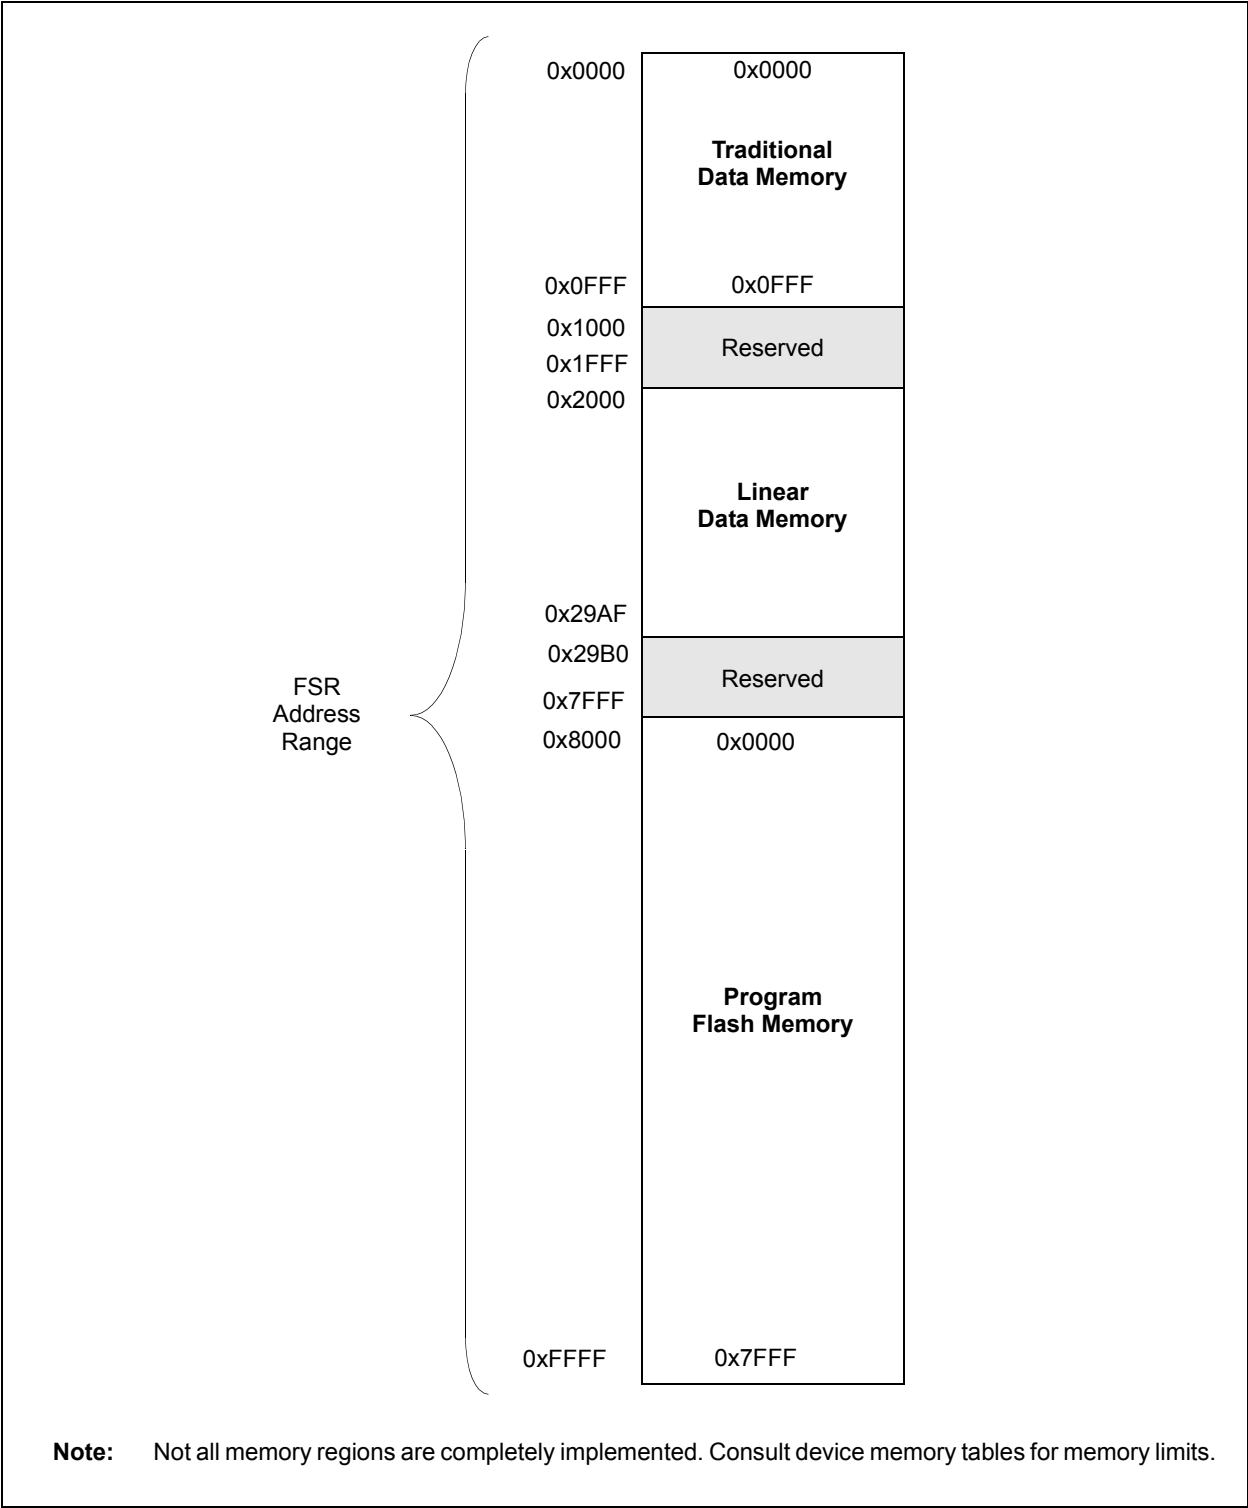 0x0000 0x0000
Traditional
Data Memory
0x0FFF 0x0FFF
0x1000
Reserved
0x1FFF
0x2000
Linear
Data Memory
0x29AF
0x29B0
Reserved
0x7FFF
FSR
Address
Range
0x8000 0x0000
Program
Flash Memory
0xFFFF 0x7FFF
Note: Not all memory regions are completely implemented. Consult device memory tables for memory limits.